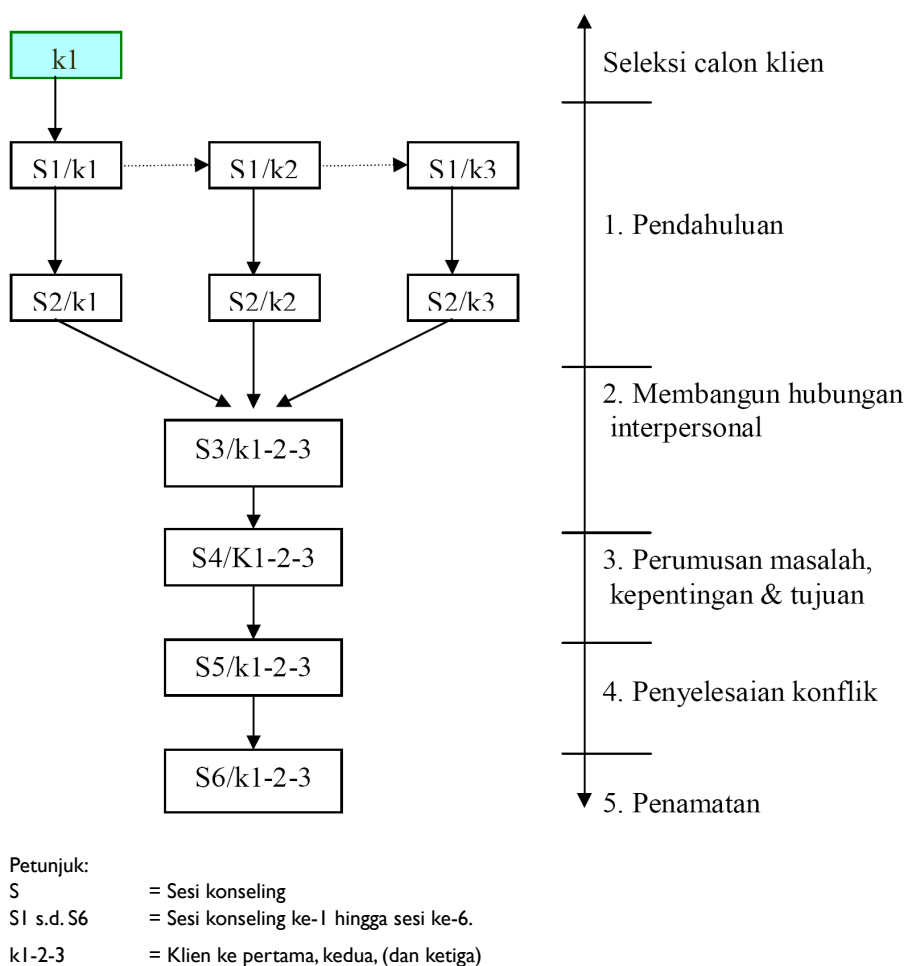 k1
Seleksi calon klien
S1/k1
S1/k2
S1/k3
1. Pendahuluan
S2/k1
S2/k2
S2/k3
2. Membangun hubungan
interpersonal
S3/k1-2-3
S4/K1-2-3
3. Perumusan masalah,
kepentingan & tujuan
S5/k1-2-3
4. Penyelesaian konflik
S6/k1-2-3
5. Penamatan
Petunjuk:
S = Sesi konseling
S1 s.d. S6 = Sesi konseling ke-1 hingga sesi ke-6.
k1-2-3 = Klien ke pertama, kedua, (dan ketiga)